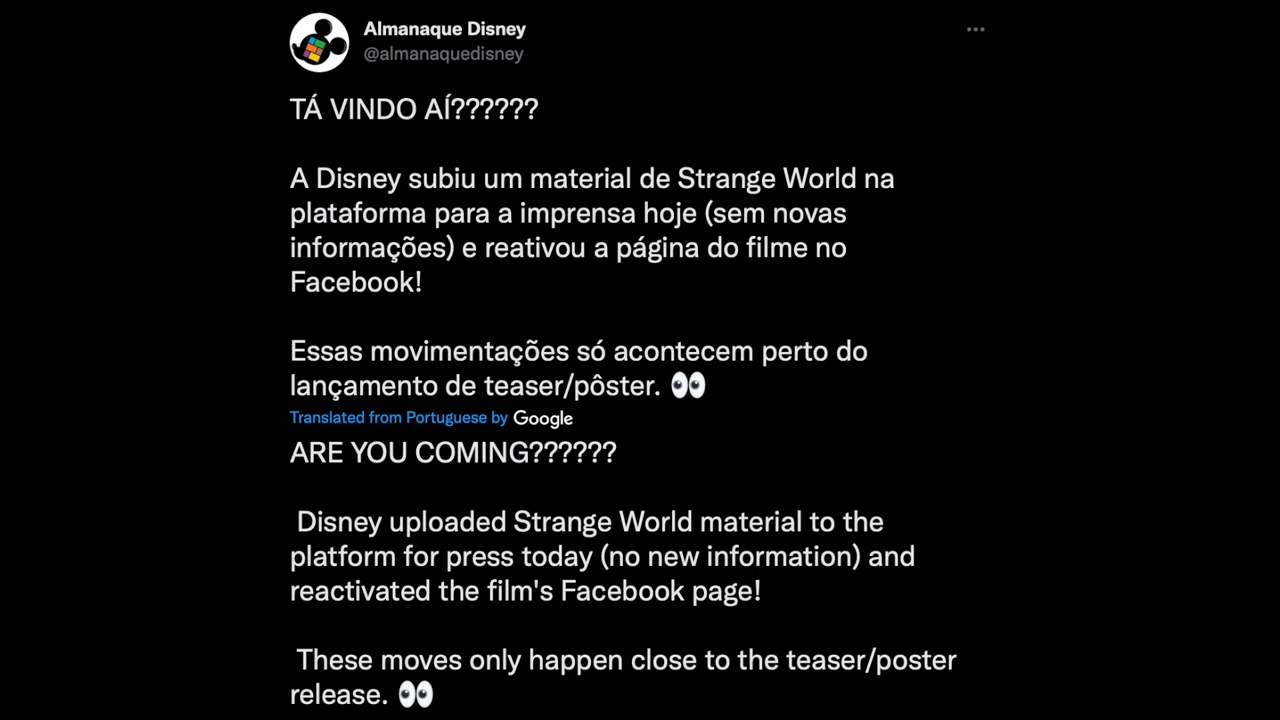 Almanaque Disney
@almanaquedisney
TÁ VINDO AÍ??????
A Disney subiu um material de Strange World na
plataforma para a imprensa hoje (sem novas
informações) e reativou a página do filme no
Facebook!
Essas movimentações só acontecem perto do
lançamento de teaser/pôster. 👀
Translated from Portuguese by Google
ARE YOU COMING??????
Disney uploaded Strange World material to the
platform for press today (no new information) and
reactivated the film's Facebook page!
These moves only happen close to the teaser/poster
release. 👀